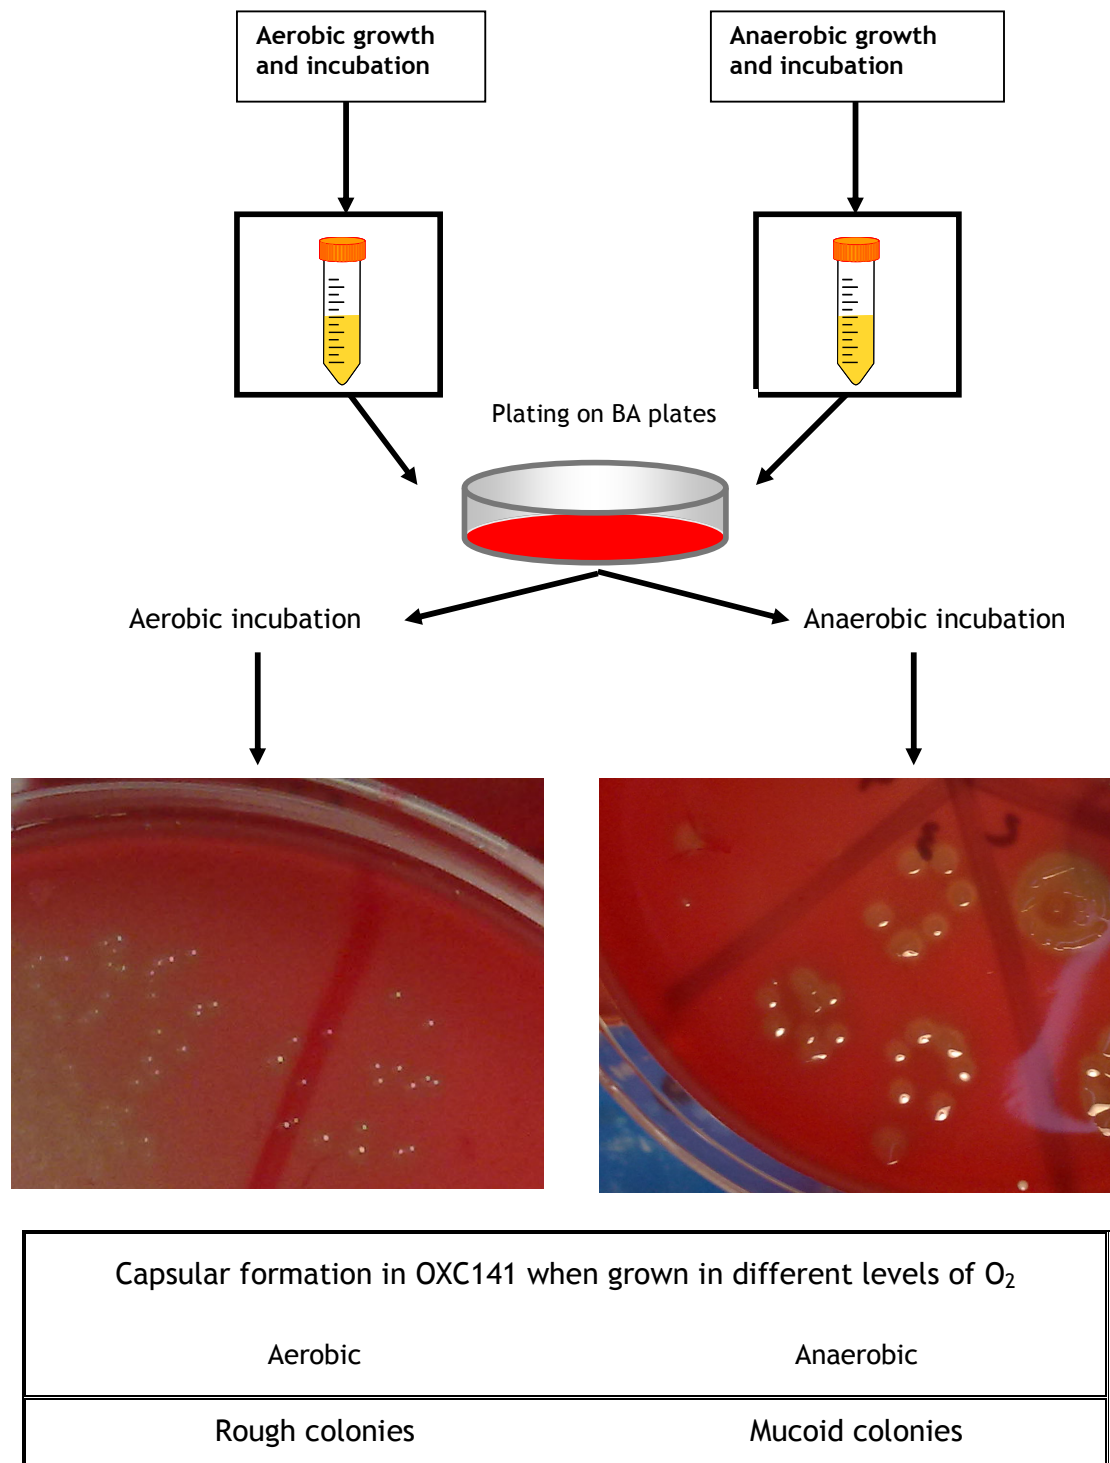 Aerobic growth
and incubation
Anaerobic growth
and incubation
Plating on BA plates
Aerobic incubation
Anaerobic incubation
Capsular formation in OXC141 when grown in different levels of O₂
Aerobic
Anaerobic
Rough colonies
Mucoid colonies